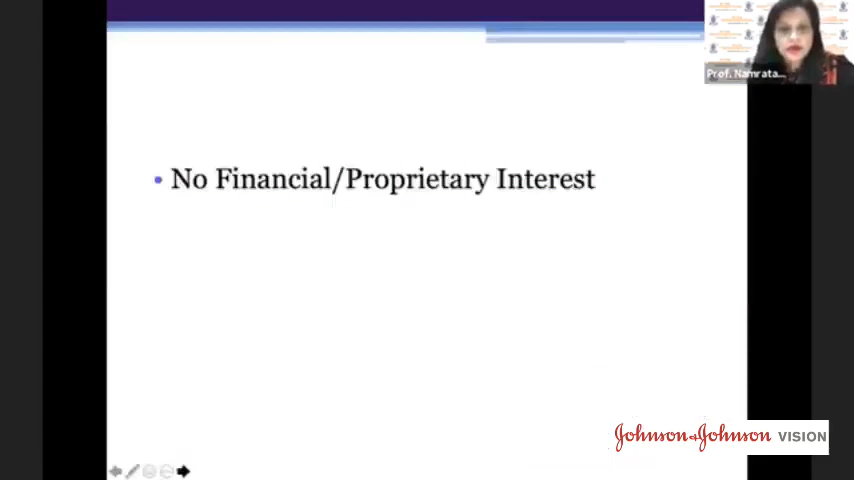 Prof. Namrata...
• No Financial/Proprietary Interest
Johnson & Johnson VISION